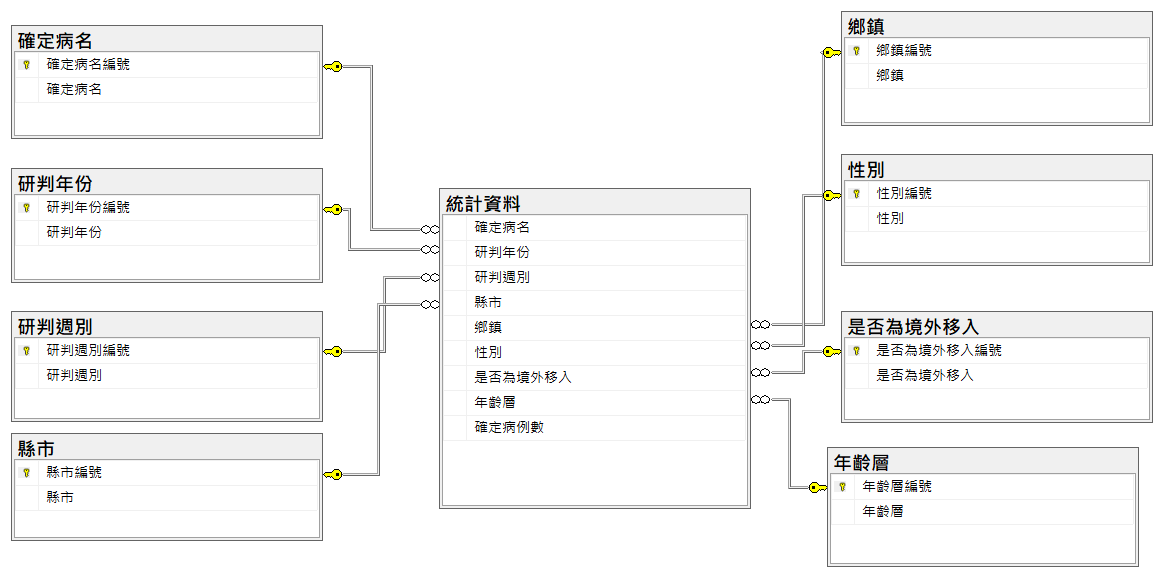 確定病名
確定病名編號
確定病名
研判年份
研判年份編號
研判年份
研判週別
研判週別編號
研判週別
縣市
縣市編號
縣市
統計資料
確定病名
研判年份
研判週別
縣市
鄉鎮
性別
是否為境外移入
年齡層
確定病例數
鄉鎮
鄉鎮編號
鄉鎮
性別
性別編號
性別
是否為境外移入
是否為境外移入編號
是否為境外移入
年齡層
年齡層編號
年齡層